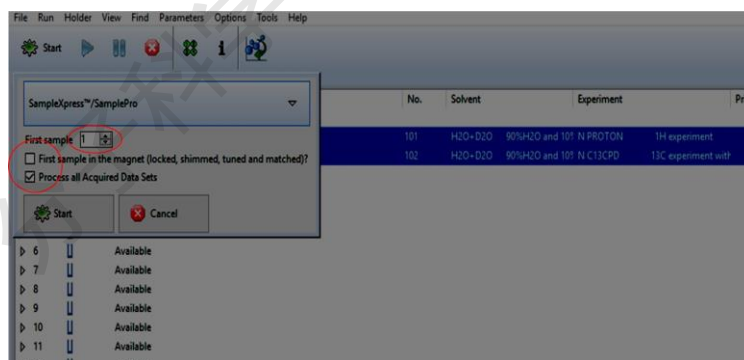 File Run Holder View Find Parameters Options Tools Help
Start
SampleXpress™/SamplePro
No. Solvent Experiment Pr
First sample 1
101 H2O+D2O 90%H2O and 10% N PROTON 1H experiment
First sample in the magnet (locked, shimmed, tuned and matched)?
102 H2O+D2O 90%H2O and 10% N C13CPD 13C experiment with
Process all Acquired Data Sets
Start Cancel
6 Available
7 Available
8 Available
9 Available
10 Available
11 Available